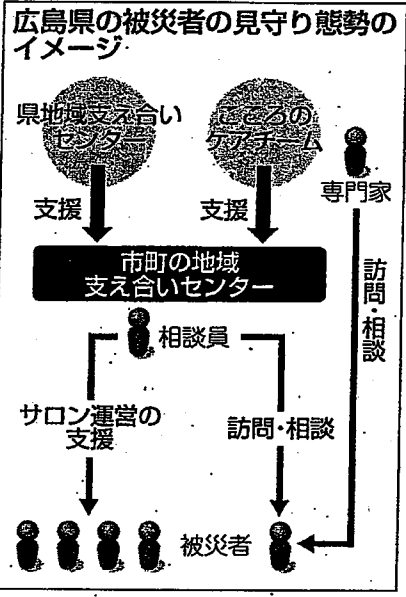 広島県の被災者の見守り態勢の
イメージ
県地域支え合い
センター
こころの
ケアチーム
専門家
支援
支援
市町の地域
支え合いセンター
訪問・相談
相談員
サロン運営の
支援
訪問・相談
被災者